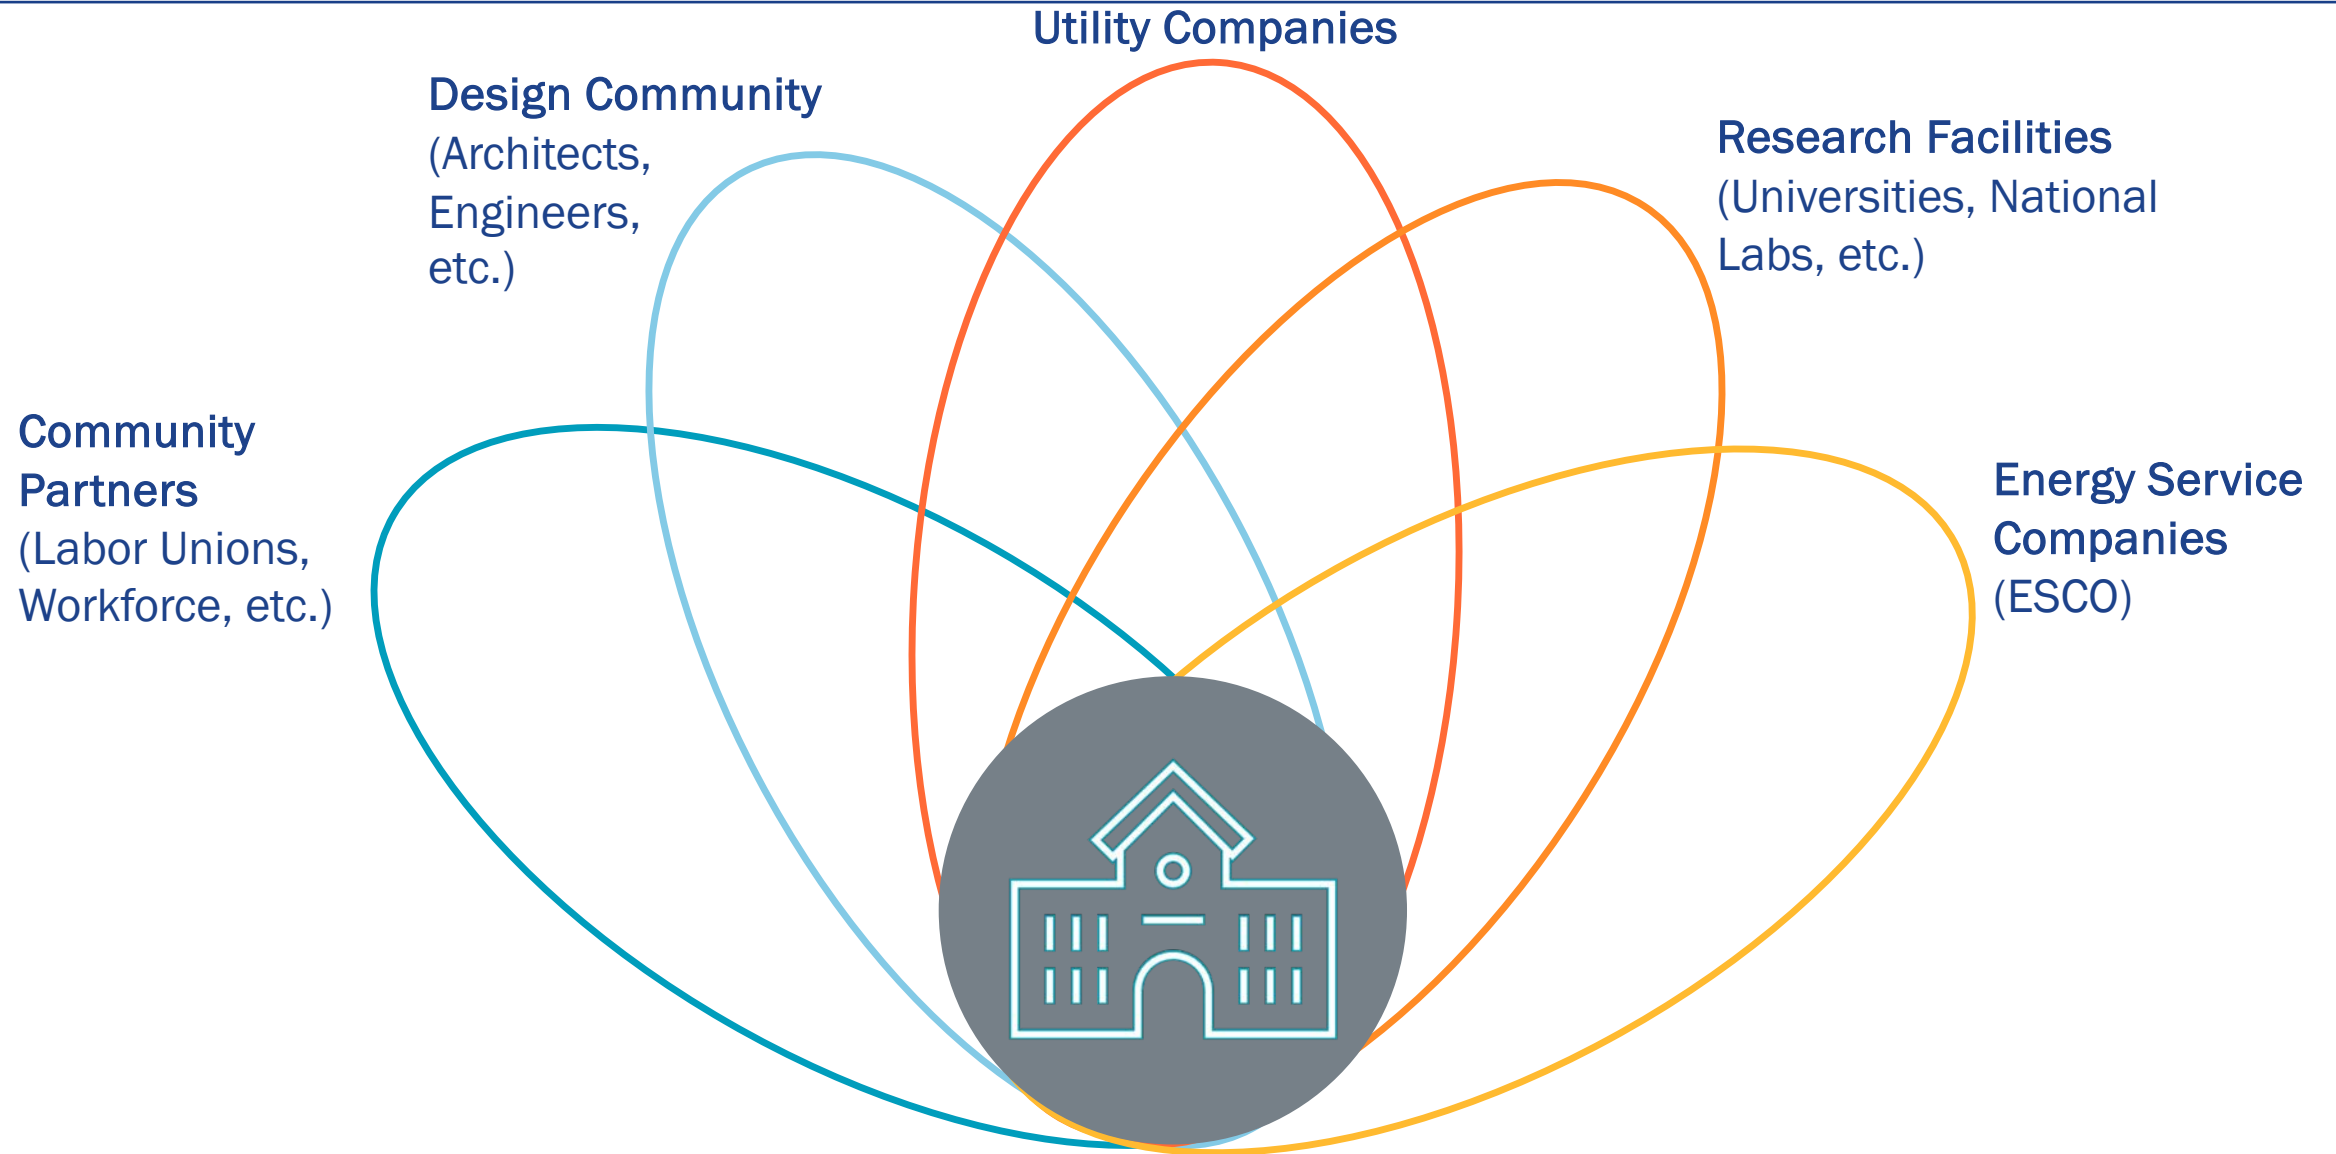 Utility Companies
Design Community
(Architects,
Engineers,
etc.)
Research Facilities
(Universities, National
Labs, etc.)
Community
Partners
(Labor Unions,
Workforce, etc.)
Energy Service
Companies
(ESCO)